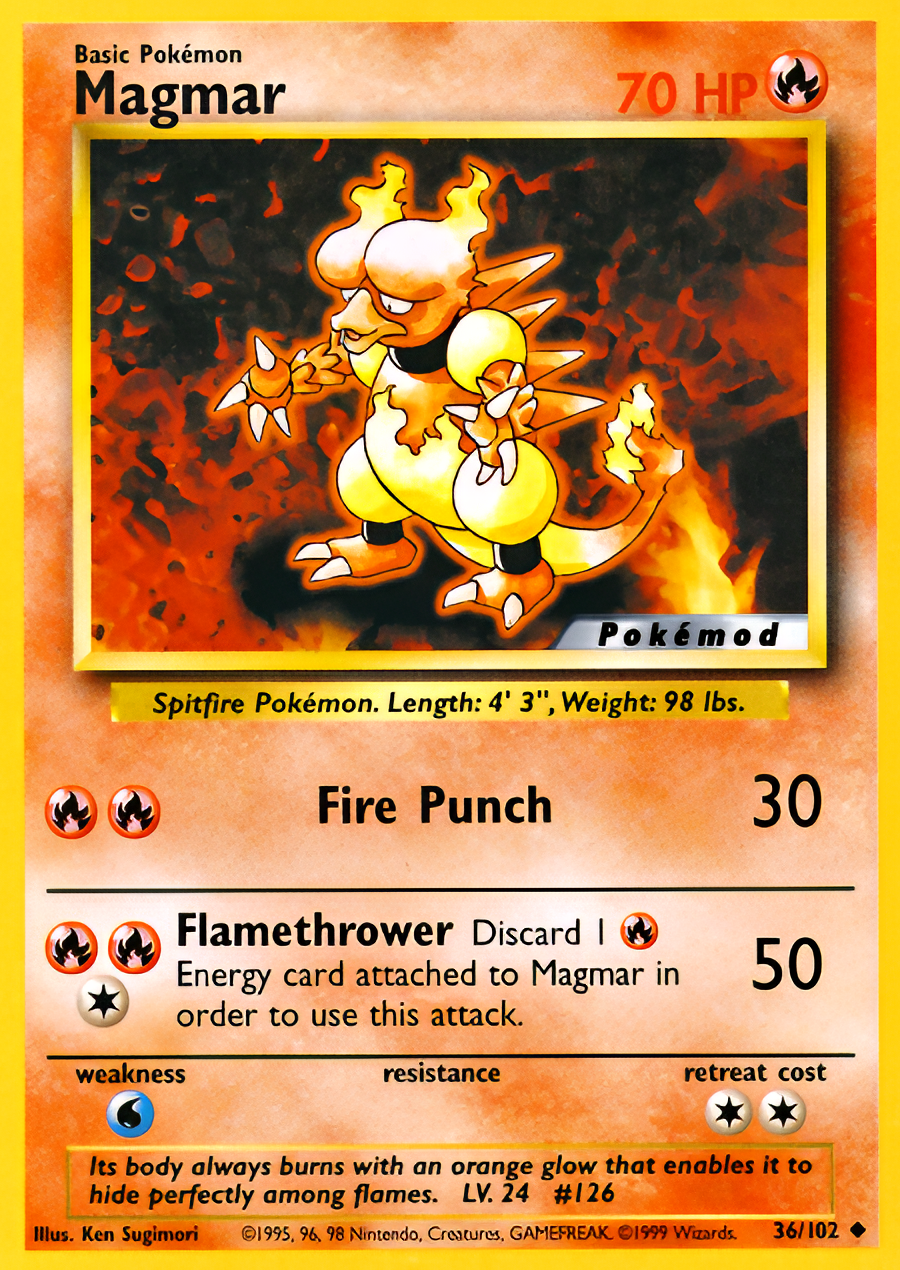 Basic Pokémon
Magmar
70 HP
Pokémod
Spitfire Pokémon. Length: 4' 3", Weight: 98 lbs.
Fire Punch 30
Flamethrower Discard 1
Energy card attached to Magmar in
order to use this attack.
50
weakness resistance retreat cost
Its body always burns with an orange glow that enables it to
hide perfectly among flames. LV. 24 #126
Illus. Ken Sugimori ©1995, 96, 98 Nintendo, Creatures, GAMEFREAK. ©1999 Wizards. 36/102